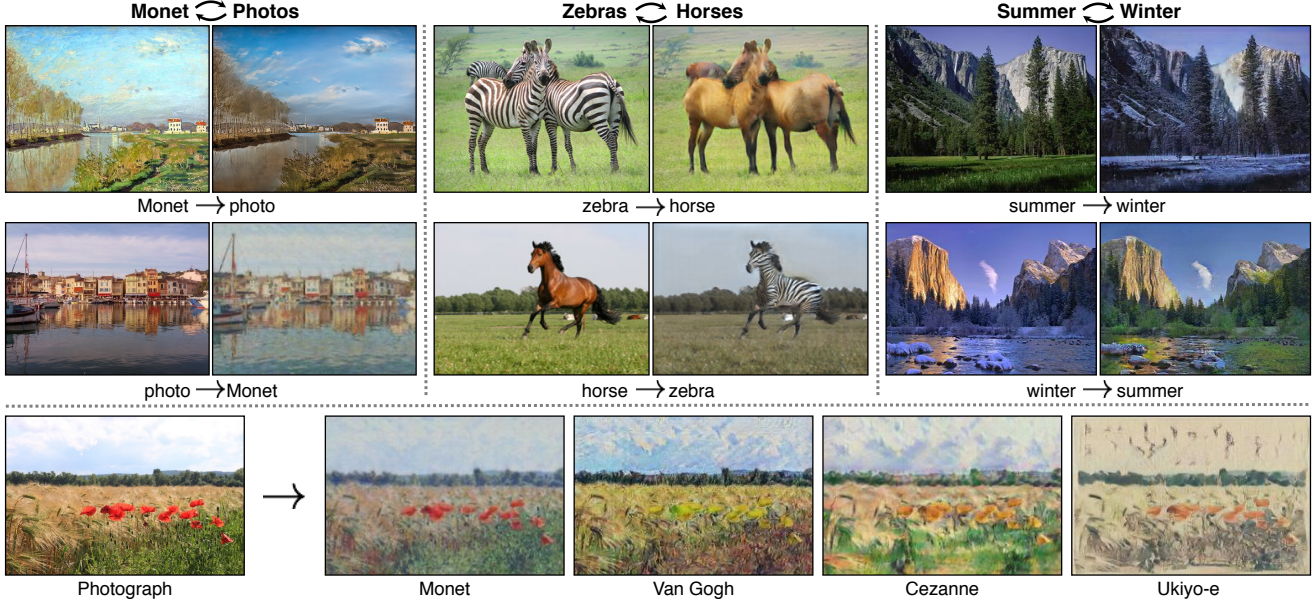 Monet Photos
Zebras Horses
Summer Winter
Monet → photo
zebra → horse
summer → winter
photo → Monet
horse → zebra
winter → summer
Photograph
Monet
Van Gogh
Cezanne
Ukiyo-e